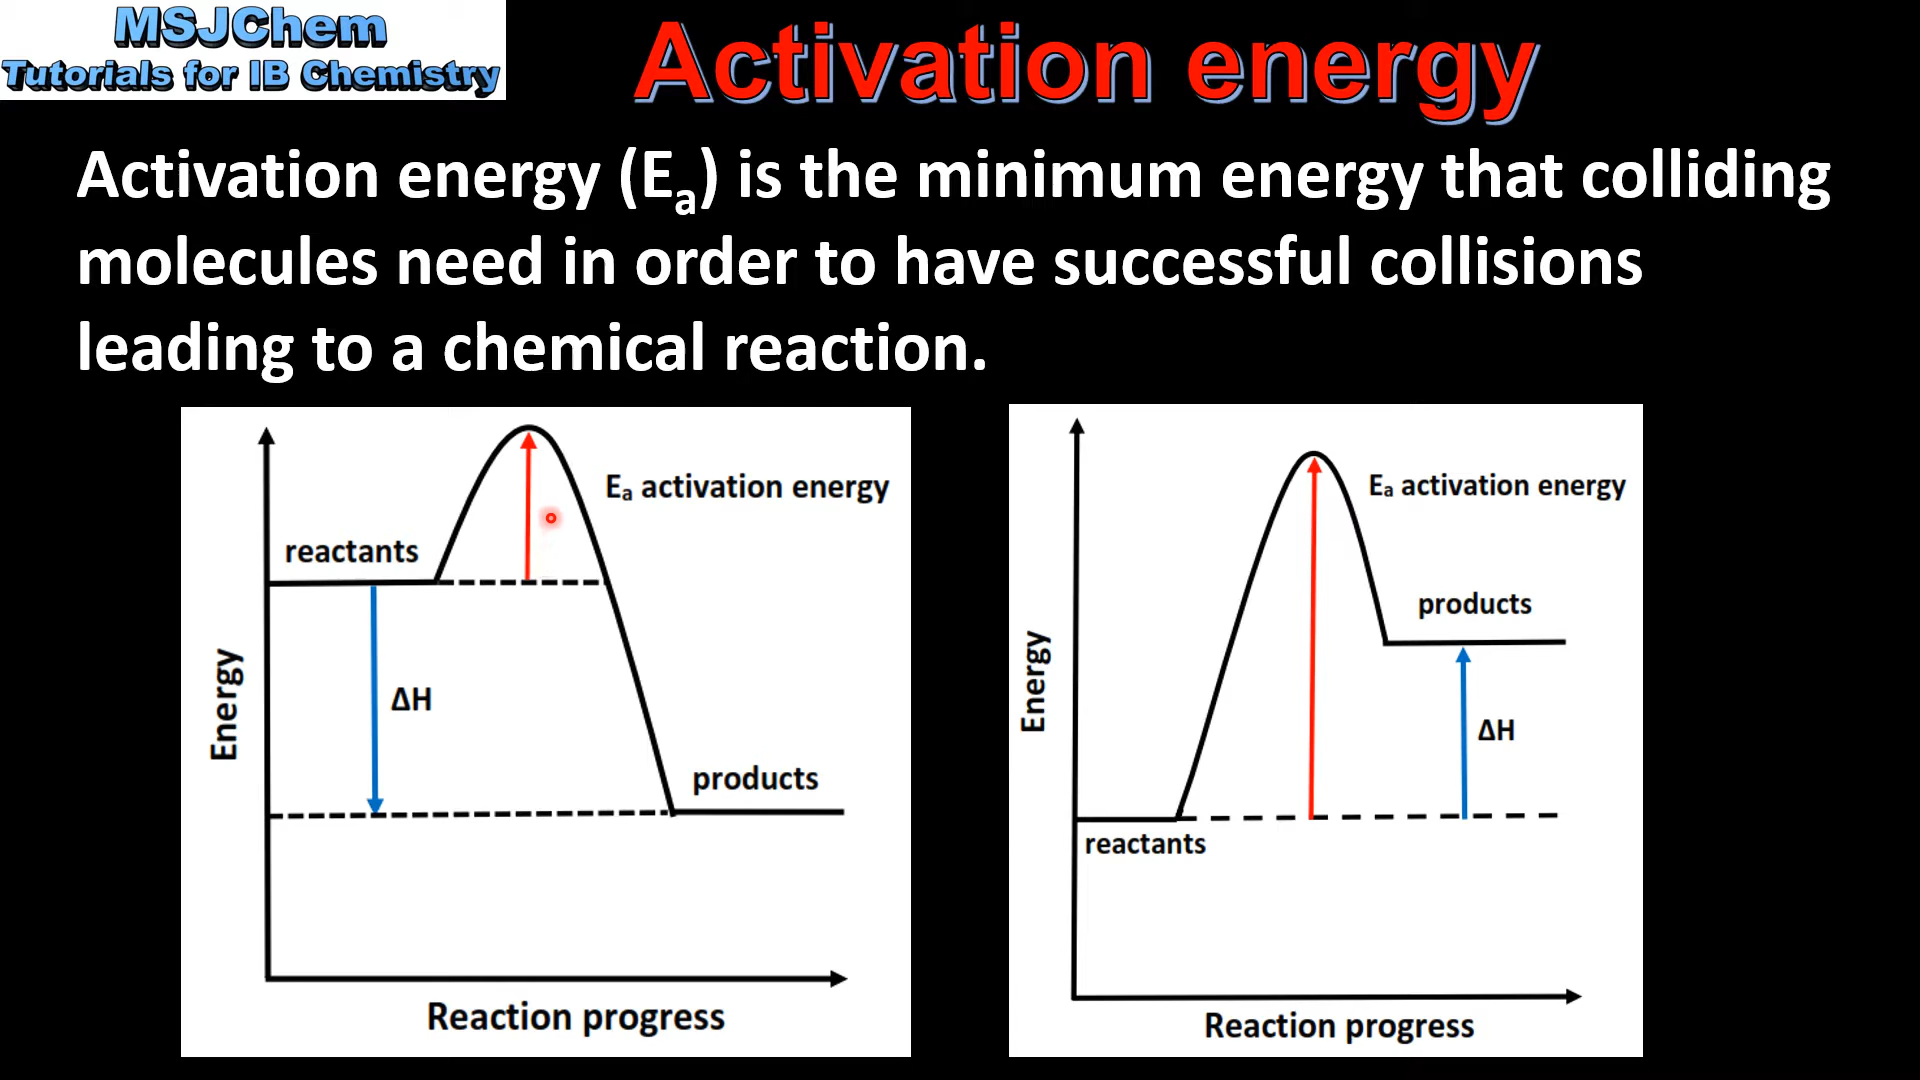 MSJChem
Tutorials for IB Chemistry
Activation energy
Activation energy (Eₐ) is the minimum energy that colliding
molecules need in order to have successful collisions
leading to a chemical reaction.
Eₐ activation energy
reactants
ΔH
products
Energy
Reaction progress
Eₐ activation energy
products
ΔH
reactants
Energy
Reaction progress